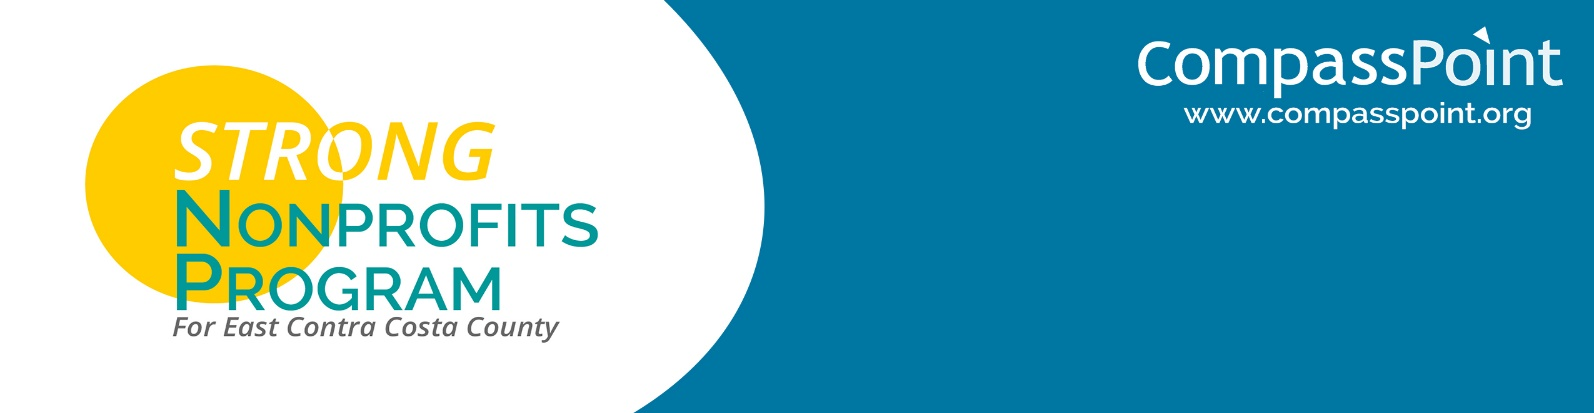 STRONG
NONPROFITS
PROGRAM
For East Contra Costa County
CompassPoint
www.compasspoint.org